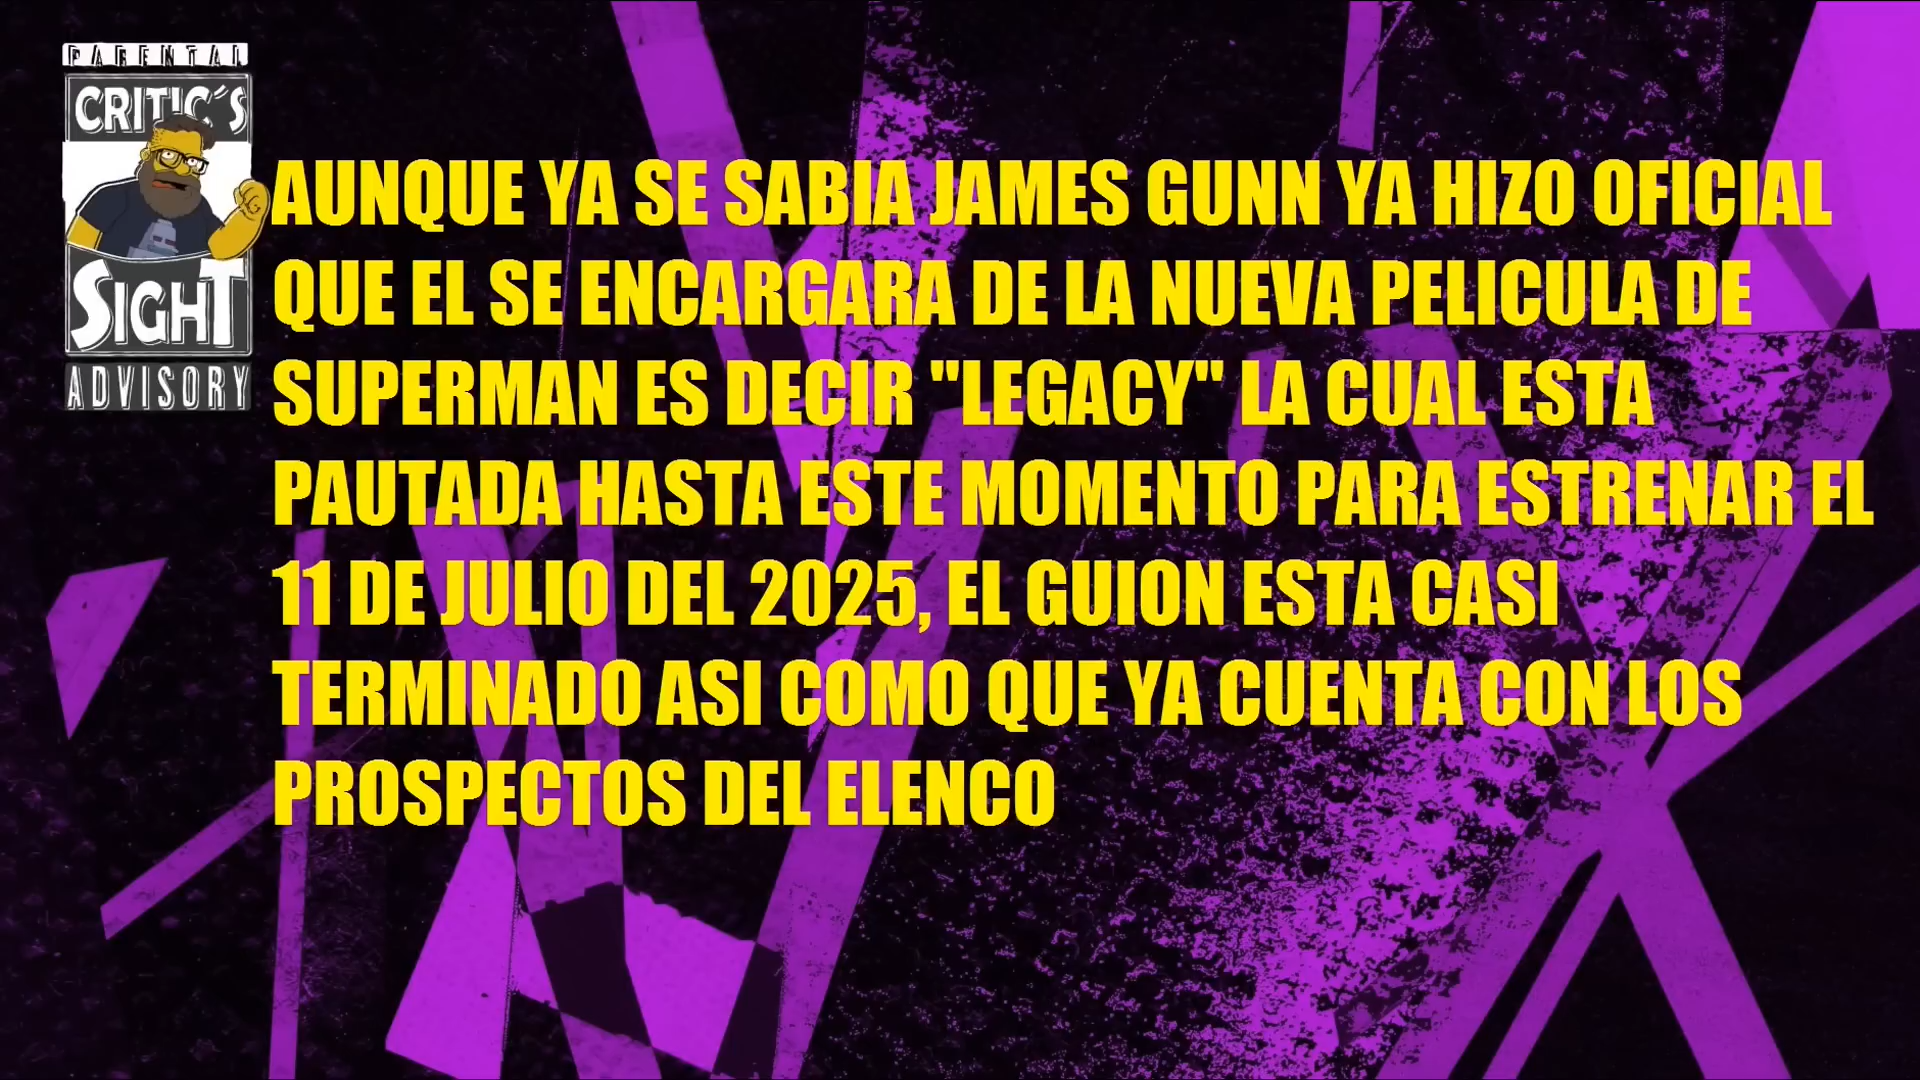 PARENTAL
CRITIC´S
SIGHT
ADVISORY
AUNQUE YA SE SABIA JAMES GUNN YA HIZO OFICIAL
QUE EL SE ENCARGARA DE LA NUEVA PELICULA DE
SUPERMAN ES DECIR "LEGACY" LA CUAL ESTA
PAUTADA HASTA ESTE MOMENTO PARA ESTRENAR EL
11 DE JULIO DEL 2025, EL GUION ESTA CASI
TERMINADO ASI COMO QUE YA CUENTA CON LOS
PROSPECTOS DEL ELENCO